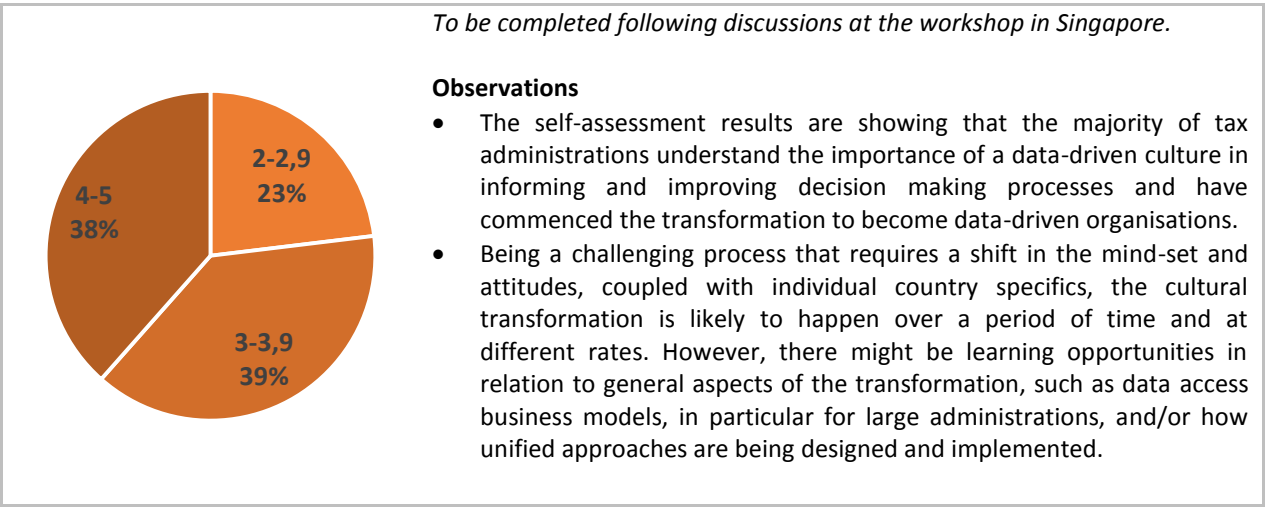 To be completed following discussions at the workshop in Singapore.
Observations
• The self-assessment results are showing that the majority of tax
administrations understand the importance of a data-driven culture in
informing and improving decision making processes and have
commenced the transformation to become data-driven organisations.
• Being a challenging process that requires a shift in the mind-set and
attitudes, coupled with individual country specifics, the cultural
transformation is likely to happen over a period of time and at
different rates. However, there might be learning opportunities in
relation to general aspects of the transformation, such as data access
business models, in particular for large administrations, and/or how
unified approaches are being designed and implemented.
2-2,9
23%
4-5
38%
3-3,9
39%